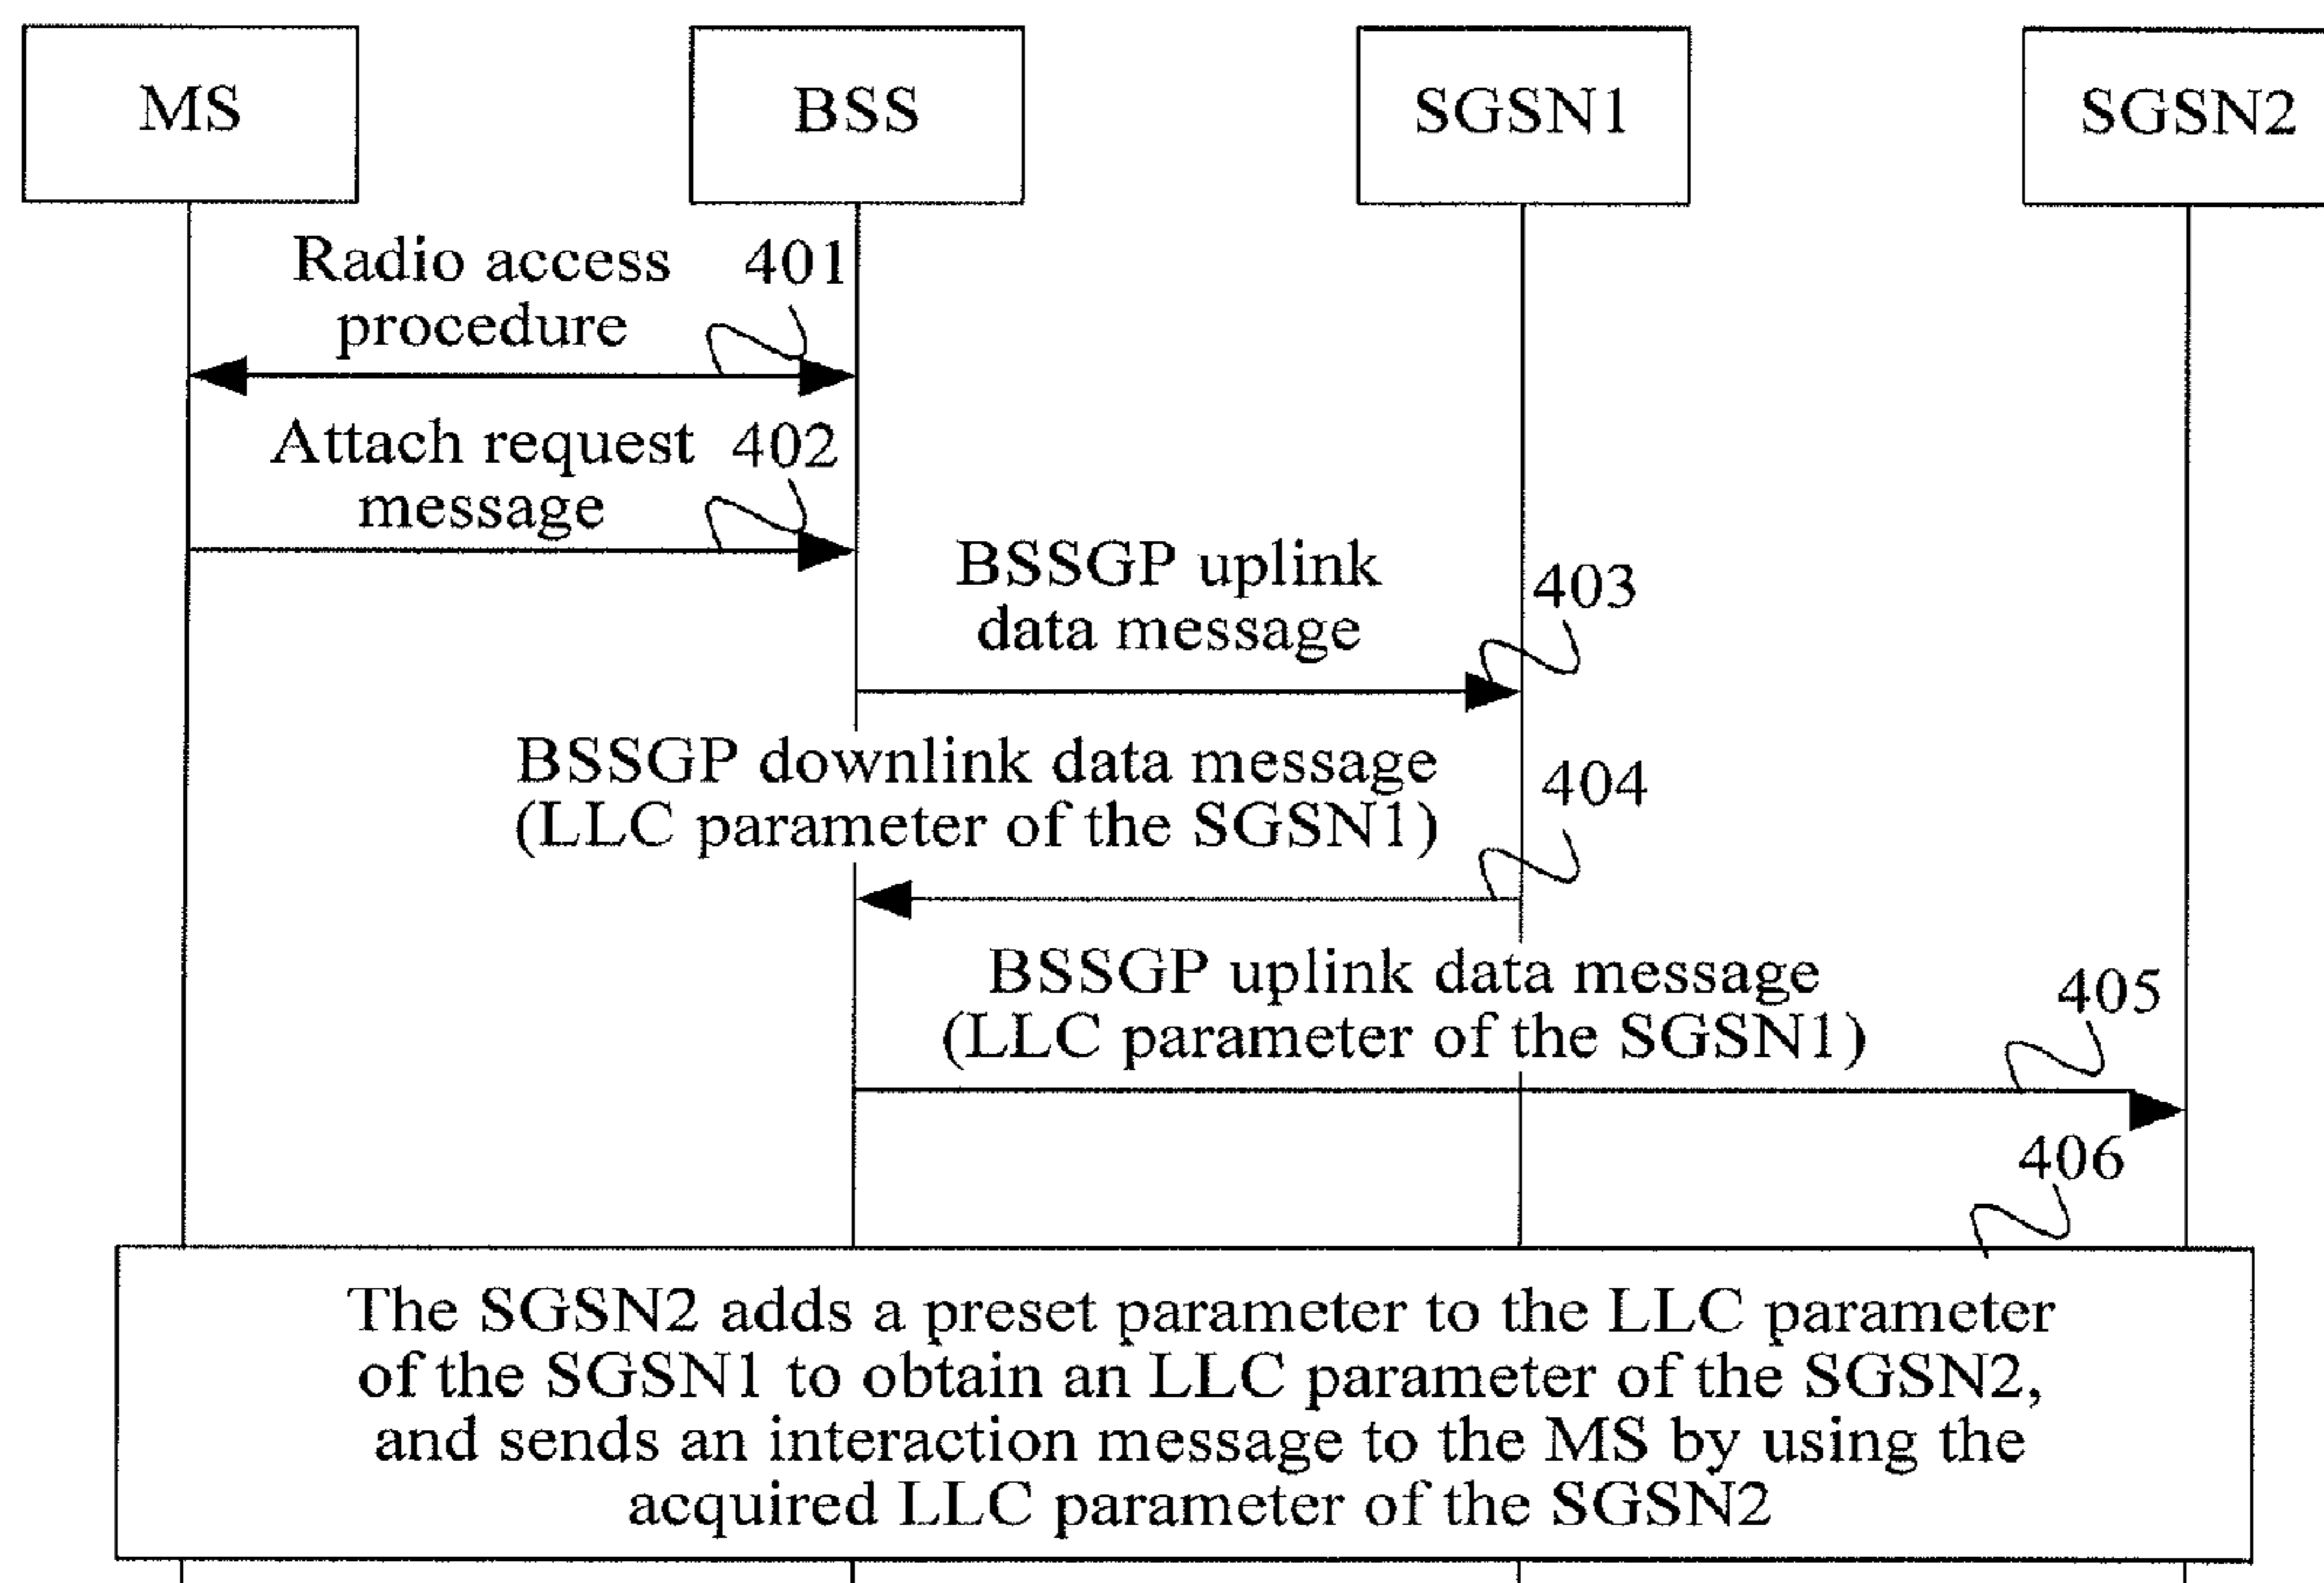 MS
BSS
SGSN1
SGSN2
Radio access
procedure
401
Attach request
message
402
BSSGP uplink
data message
403
BSSGP downlink data message
(LLC parameter of the SGSN1)
404
BSSGP uplink data message
(LLC parameter of the SGSN1)
405
406
The SGSN2 adds a preset parameter to the LLC parameter
of the SGSN1 to obtain an LLC parameter of the SGSN2,
and sends an interaction message to the MS by using the
acquired LLC parameter of the SGSN2